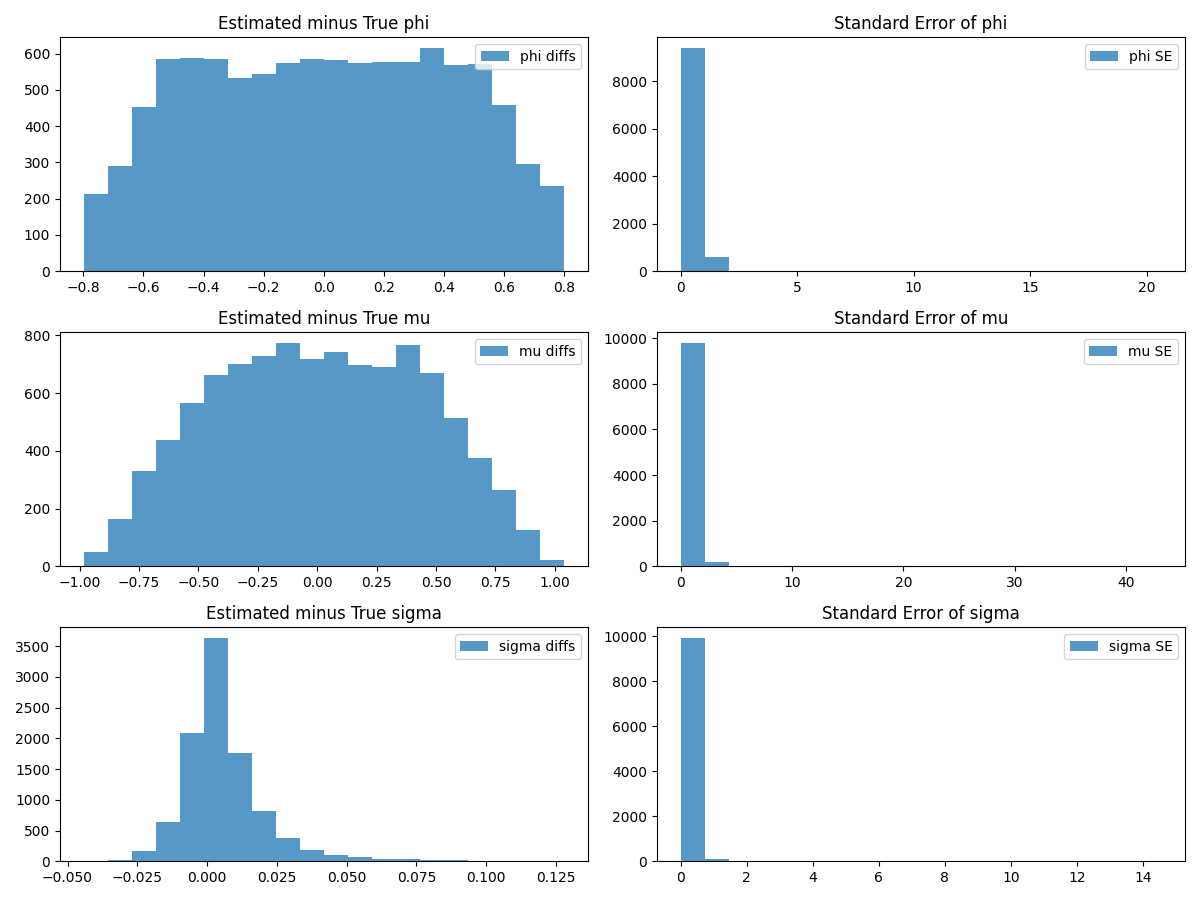 Estimated minus True phi
600
500
400
300
200
100
0
phi diffs
−0.8 −0.6 −0.4 −0.2 0.0 0.2 0.4 0.6 0.8
Standard Error of phi
8000
6000
4000
2000
0
phi SE
0 5 10 15 20
Estimated minus True mu
800
600
400
200
0
mu diffs
−1.00 −0.75 −0.50 −0.25 0.00 0.25 0.50 0.75 1.00
Standard Error of mu
10000
8000
6000
4000
2000
0
mu SE
0 10 20 30 40
Estimated minus True sigma
3500
3000
2500
2000
1500
1000
500
0
sigma diffs
−0.050 −0.025 0.000 0.025 0.050 0.075 0.100 0.125
Standard Error of sigma
10000
8000
6000
4000
2000
0
sigma SE
0 2 4 6 8 10 12 14